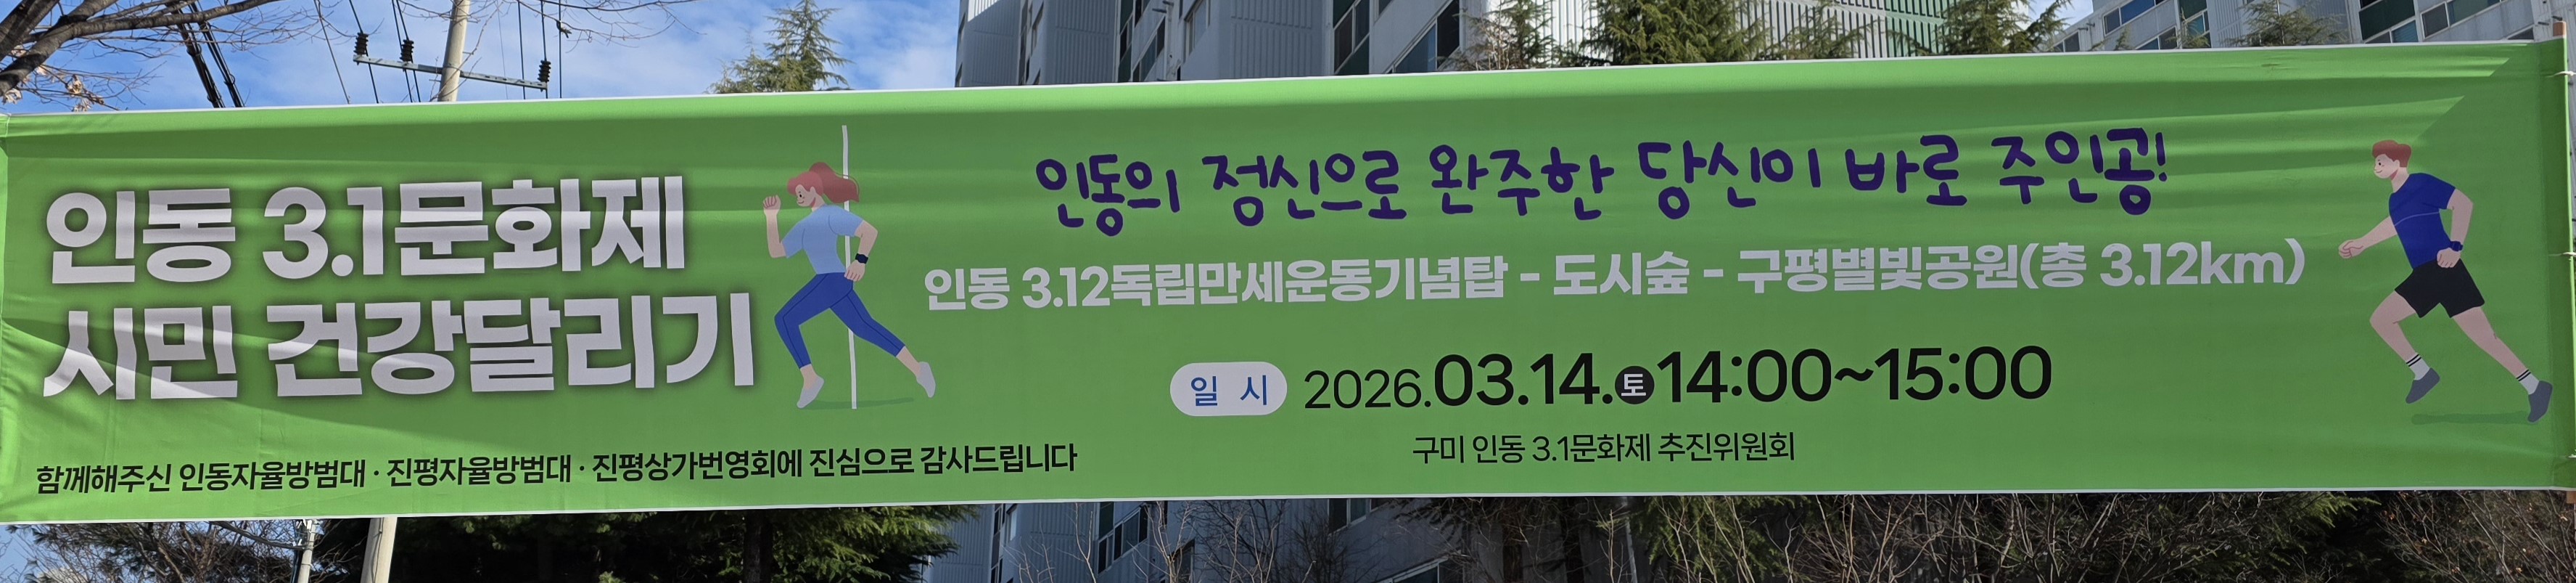 인동 3.1문화제
시민 건강달리기
함께해주신 인동자율방범대 · 진평자율방범대 · 진평상가번영회에 진심으로 감사드립니다
인동의 정신으로 완주한 당신이 바로 주인공!
인동 3.12독립만세운동기념탑 - 도시숲 - 구평별빛공원(총 3.12km)
일 시 2026.03.14.토14:00~15:00
구미 인동 3.1문화제 추진위원회